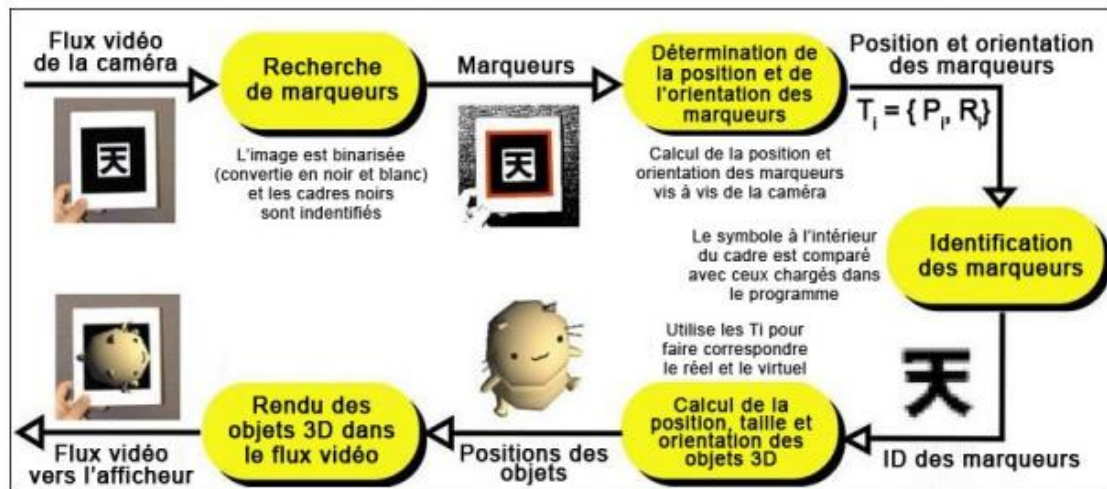 Flux vidéo
de la caméra
Recherche
de marqueurs
L'image est binarisée
(convertie en noir et blanc)
et les cadres noirs
sont indentifiés
Marqueurs
天
天
Détermination de
la position et de
l'orientation des
marqueurs
Calcul de la position et
orientation des marqueurs
vis à vis de la caméra
Position et orientation
des marqueurs
Ti = { Pi, Ri}
Identification
des marqueurs
Le symbole à l'intérieur
du cadre est comparé
avec ceux chargés dans
le programme
天
ID des marqueurs
Utilise les Ti pour
faire correspondre
le réel et le virtuel
Calcul de la
position, taille et
orientation des
objets 3D
Positions des
objets
Rendu des
objets 3D dans
le flux vidéo
Flux vidéo
vers l'afficheur